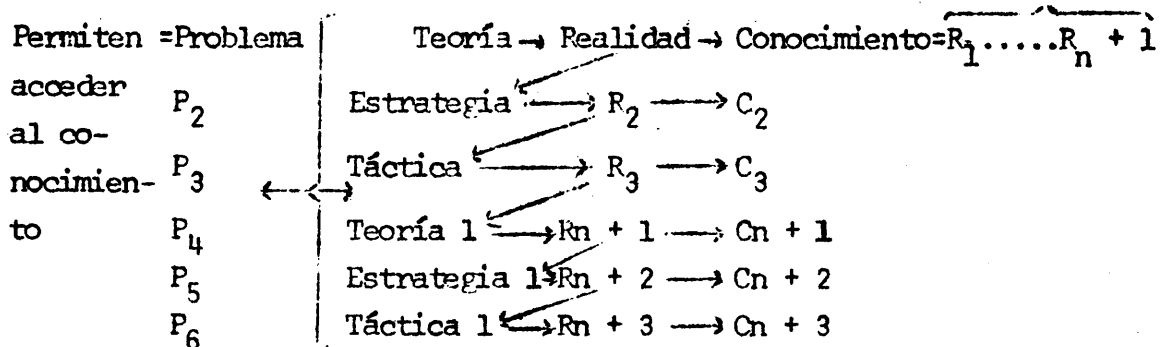 Permiten =Problema | Teoría → Realidad → Conocimiento=R1.....Rn + 1
acceder
P2 Estrategia → R2 → C2
al co-
P3 Táctica → R3 → C3
nocimien-
to P4 Teoría 1 → Rn + 1 → Cn + 1
P5 Estrategia 1→Rn + 2 → Cn + 2
P6 Táctica 1 → Rn + 3 → Cn + 3